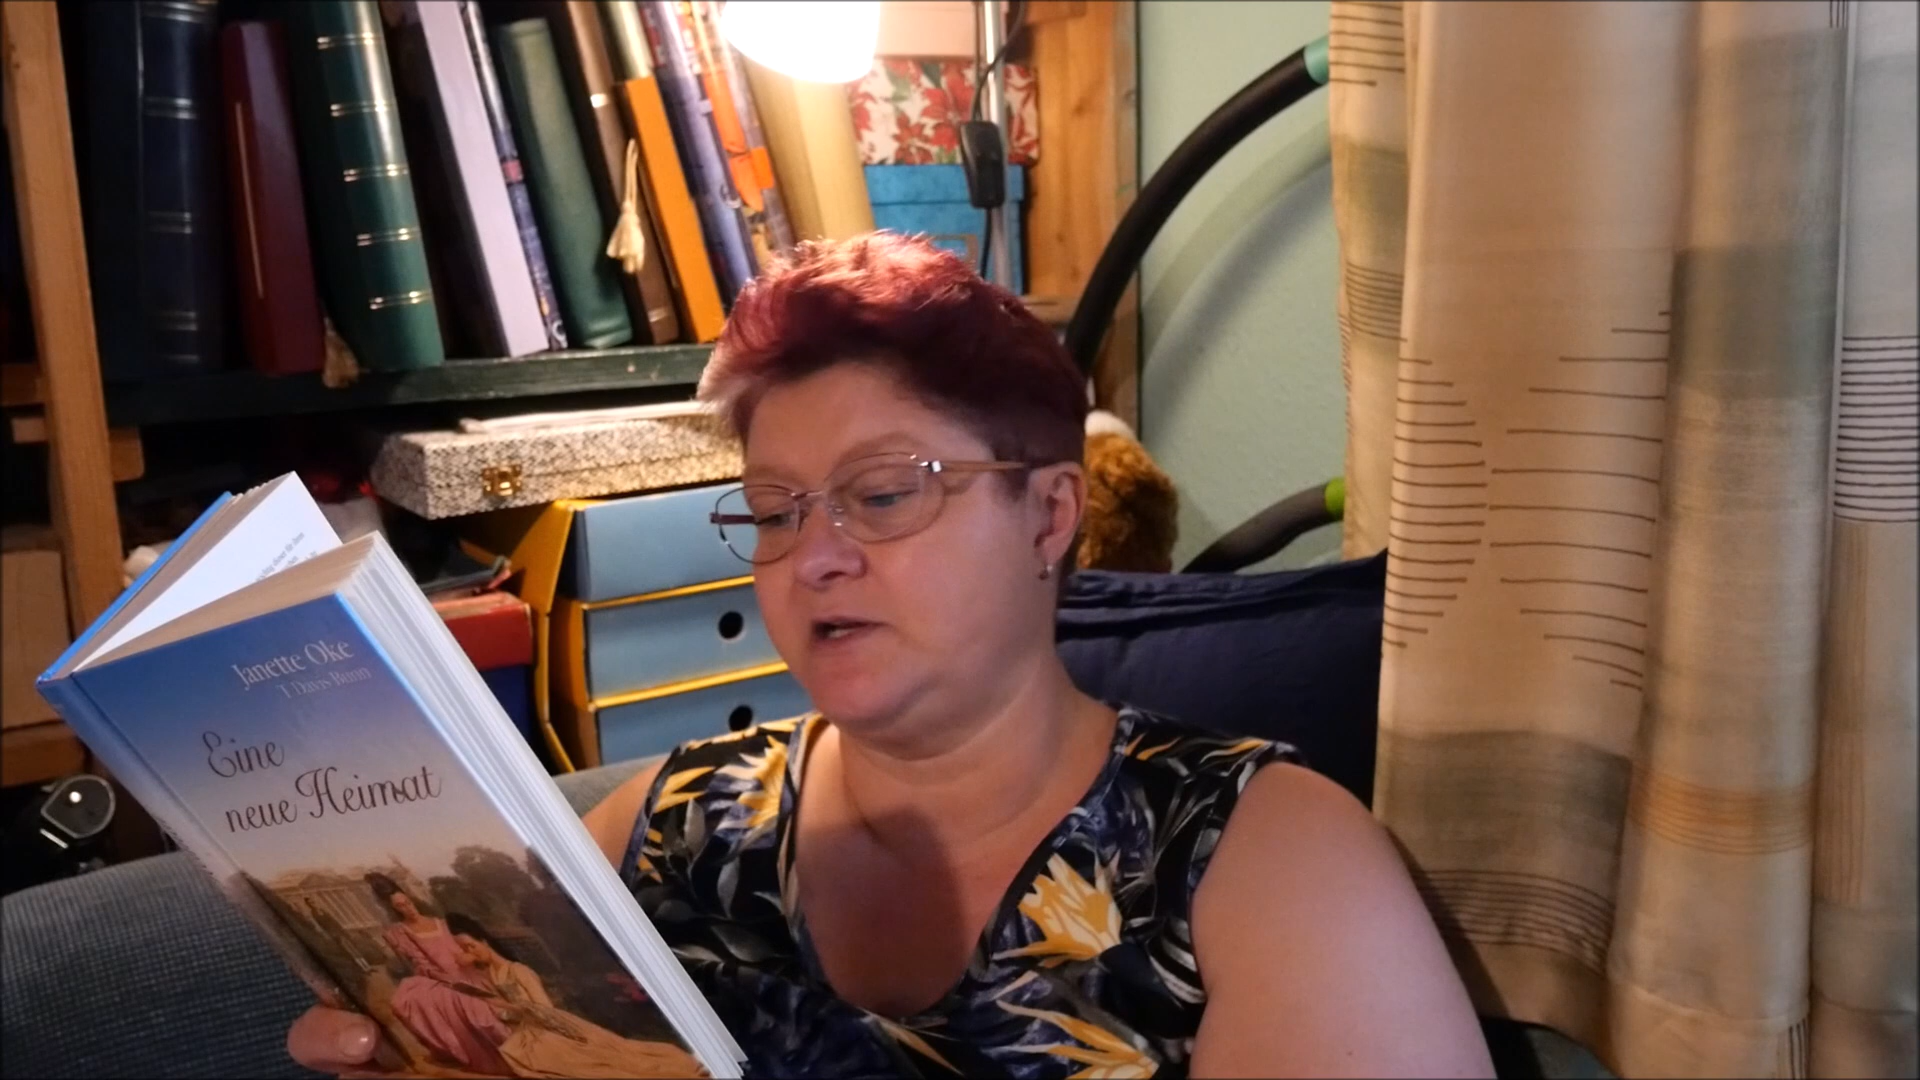 Janette Oke
T. Davis Bunn
Eine
neue Heimat